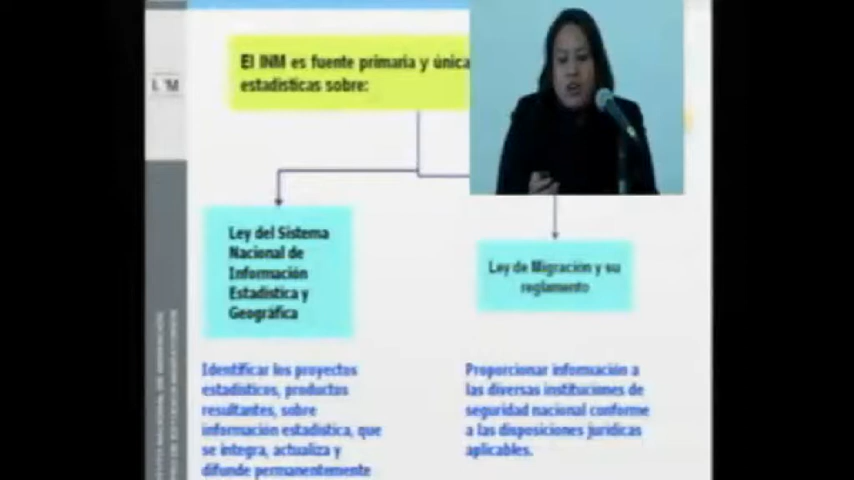 El INM es fuente primaria y única
estadísticas sobre:
Ley del Sistema
Nacional de
Información
Estadística y
Geográfica
Ley de Migración y su
reglamento
Identificar los proyectos
estadísticos, productos
resultantes, sobre
información estadística, que
se integra, actualiza y
difunde permanentemente
Proporcionar información a
las diversas instituciones de
seguridad nacional conforme
a las disposiciones jurídicas
aplicables.